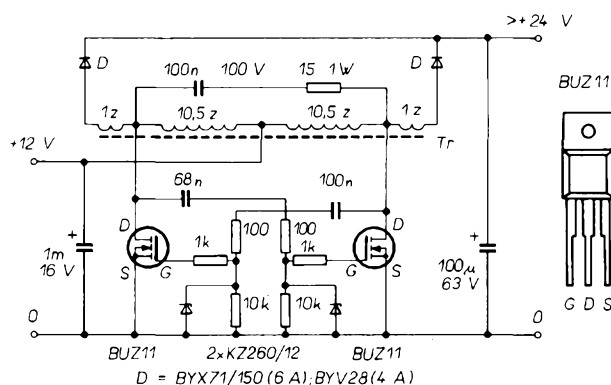 >+24 V
D
100n
100 V
15
1W
D
BUZ11
1z
10,5 z
10,5 z
1z
Tr
+12 V
68n
100n
D
100
100
D
1k
1k
+
1m
16 V
S
G
G
S
+
100µ
63 V
10k
10k
G D S
0
0
BUZ11
2×KZ260/12
BUZ11
D = BYX71/150 (6 A); BYV28 (4 A)